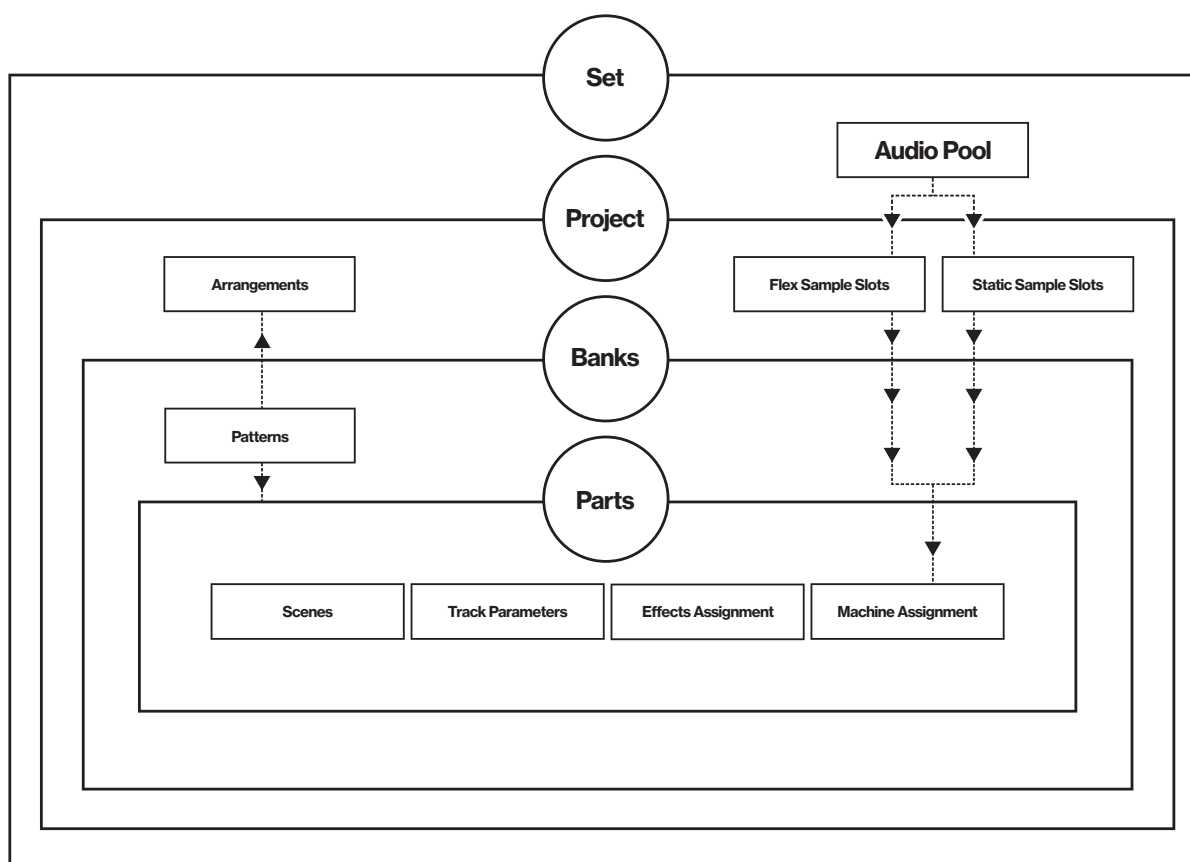 Set
Audio Pool
Project
Arrangements
Flex Sample Slots
Static Sample Slots
Banks
Patterns
Parts
Scenes
Track Parameters
Effects Assignment
Machine Assignment